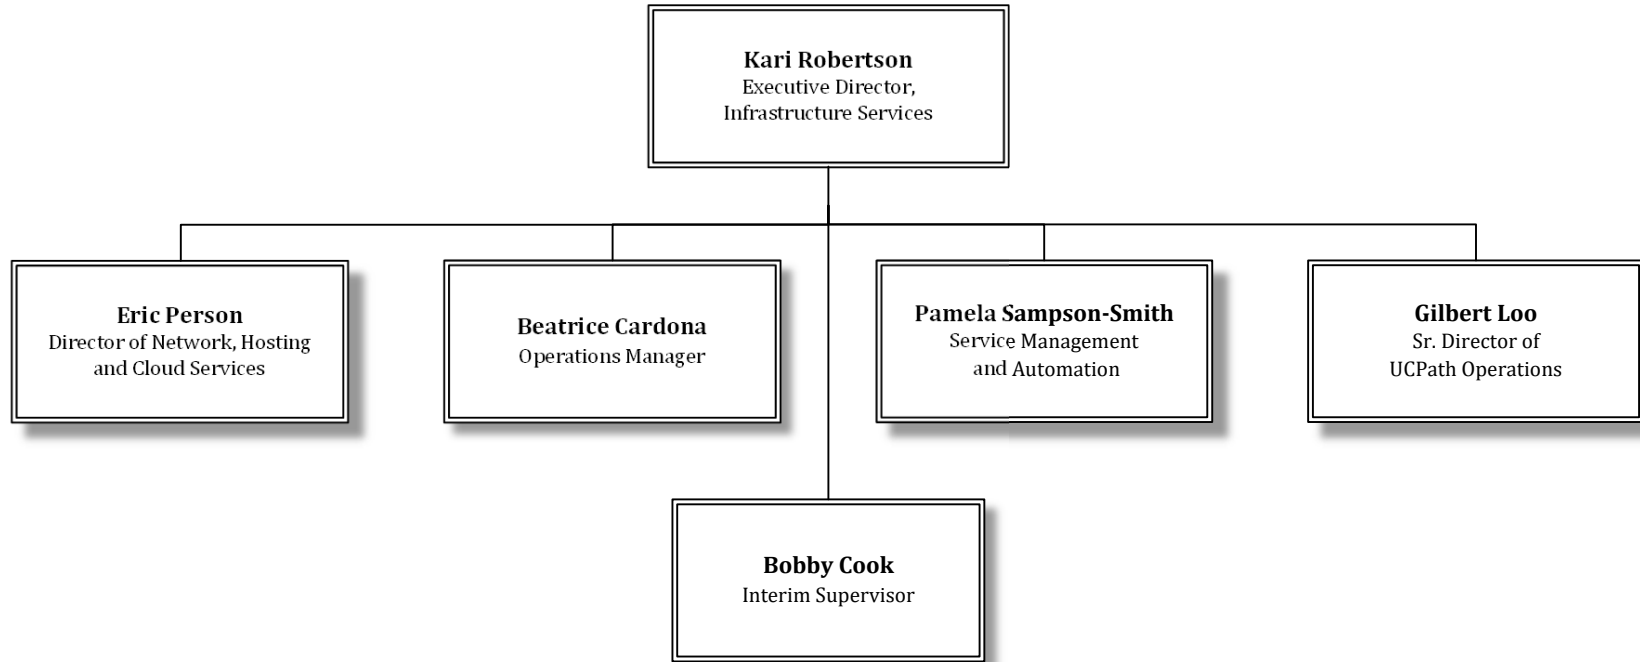 Kari Robertson
Executive Director,
Infrastructure Services
Eric Person
Director of Network, Hosting
and Cloud Services
Beatrice Cardona
Operations Manager
Pamela Sampson-Smith
Service Management
and Automation
Gilbert Loo
Sr. Director of
UCPath Operations
Bobby Cook
Interim Supervisor